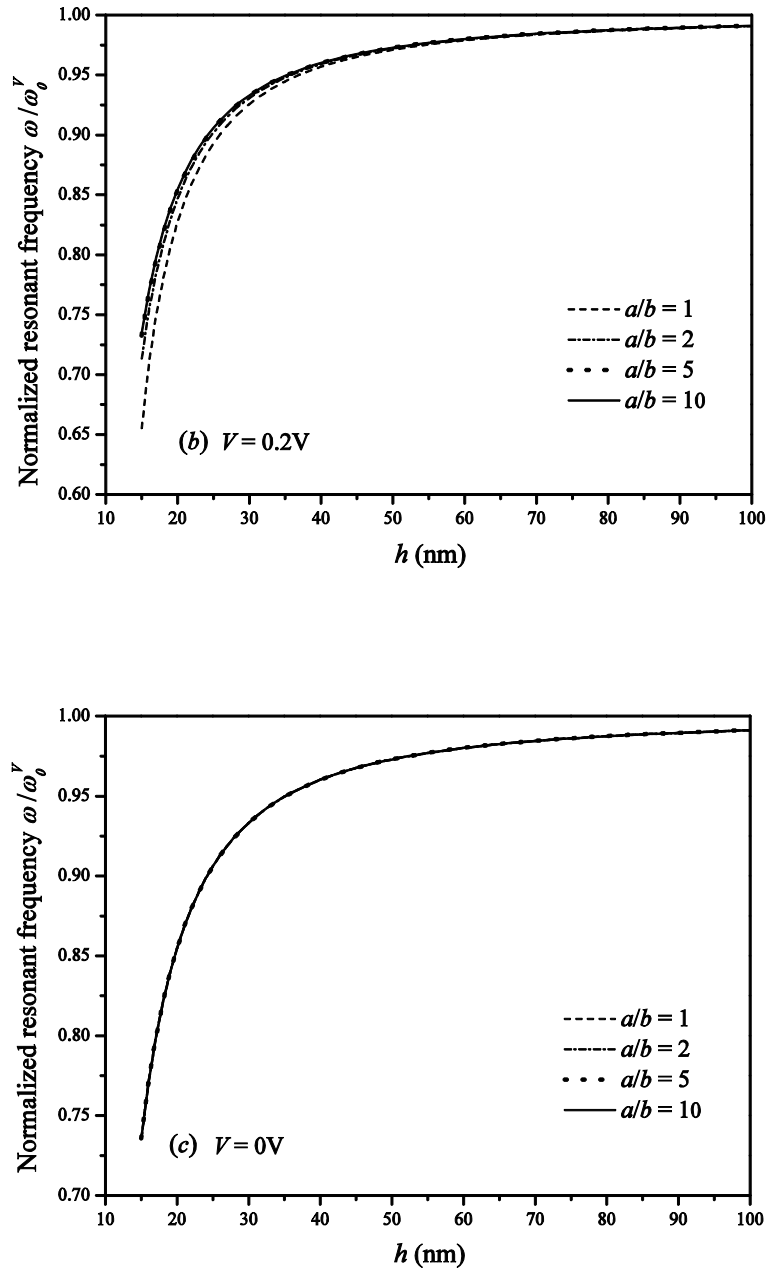 1.00
0.95
0.90
0.85
0.80
0.75
0.70
0.65
0.60
Normalized resonant frequency ω/ω₀ⱽ
a/b = 1
a/b = 2
a/b = 5
a/b = 10
(b) V = 0.2V
10 20 30 40 50 60 70 80 90 100
h (nm)
1.00
0.95
0.90
0.85
0.80
0.75
0.70
Normalized resonant frequency ω/ω₀ⱽ
a/b = 1
a/b = 2
a/b = 5
a/b = 10
(c) V = 0V
10 20 30 40 50 60 70 80 90 100
h (nm)